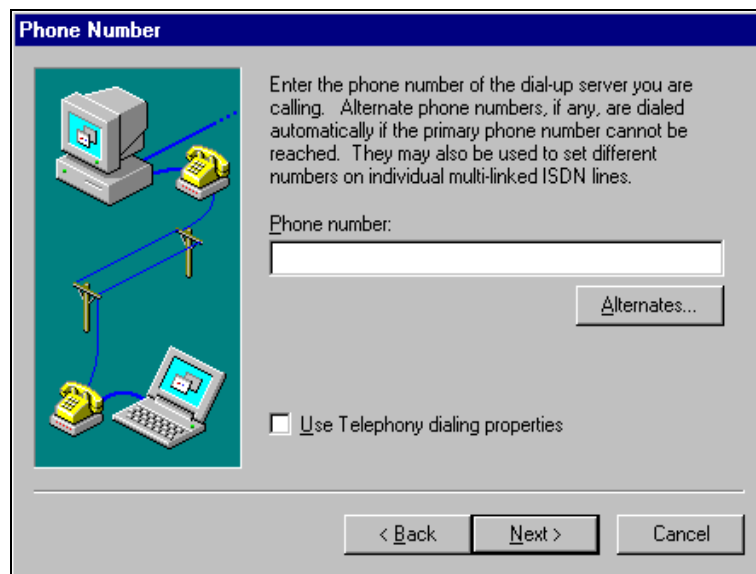 Phone Number
Enter the phone number of the dial-up server you are
calling. Alternate phone numbers, if any, are dialed
automatically if the primary phone number cannot be
reached. They may also be used to set different
numbers on individual multi-linked ISDN lines.
Phone number:
Alternates...
Use Telephony dialing properties
< Back
Next >
Cancel